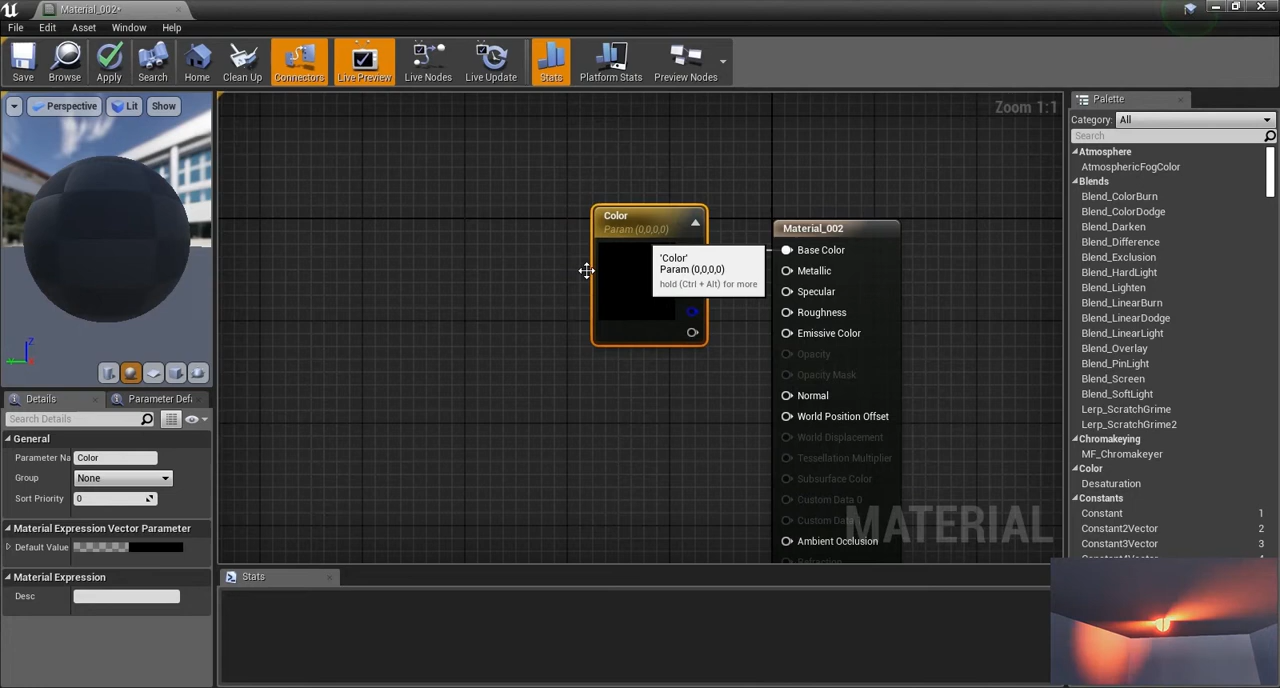 Material_002*
File
Edit
Asset
Window
Help
Save
Browse
Apply
Search
Home
Clean Up
Connectors
Live Preview
Live Nodes
Live Update
Stats
Platform Stats
Preview Nodes
Perspective
Lit
Show
Zoom 1:1
Color
Param (0,0,0,0)
'Color'
Param (0,0,0,0)
hold (Ctrl + Alt) for more
Material_002
Base Color
Metallic
Specular
Roughness
Emissive Color
Opacity
Opacity Mask
Normal
World Position Offset
World Displacement
Tessellation Multiplier
Subsurface Color
Custom Data 0
Custom Data
Ambient Occlusion
Refraction
MATERIAL
Details
Parameter Defa
Search Details
General
Parameter Na
Color
Group
None
Sort Priority
0
Material Expression Vector Parameter
Default Value
Material Expression
Desc
Stats
Palette
Category:
All
Search
Atmosphere
AtmosphericFogColor
Blends
Blend_ColorBurn
Blend_ColorDodge
Blend_Darken
Blend_Difference
Blend_Exclusion
Blend_HardLight
Blend_Lighten
Blend_LinearBurn
Blend_LinearDodge
Blend_LinearLight
Blend_Overlay
Blend_PinLight
Blend_Screen
Blend_SoftLight
Lerp_ScratchGrime
Lerp_ScratchGrime2
Chromakeying
MF_Chromakeyer
Color
Desaturation
Constants
Constant 1
Constant2Vector 2
Constant3Vector 3